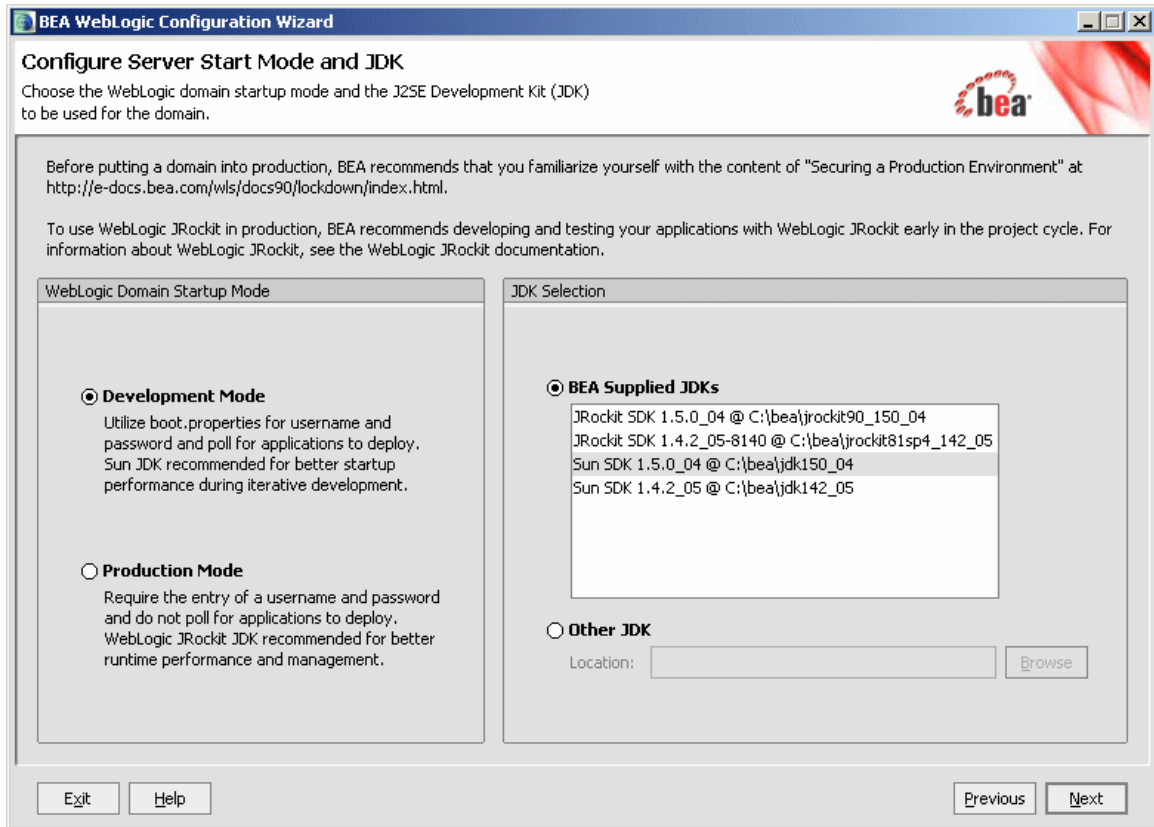 BEA WebLogic Configuration Wizard
Configure Server Start Mode and JDK
Choose the WebLogic domain startup mode and the J2SE Development Kit (JDK)
to be used for the domain.
bea
Before putting a domain into production, BEA recommends that you familiarize yourself with the content of "Securing a Production Environment" at
http://e-docs.bea.com/wls/docs90/lockdown/index.html.
To use WebLogic JRockit in production, BEA recommends developing and testing your applications with WebLogic JRockit early in the project cycle. For
information about WebLogic JRockit, see the WebLogic JRockit documentation.
WebLogic Domain Startup Mode
Development Mode
Utilize boot.properties for username and
password and poll for applications to deploy.
Sun JDK recommended for better startup
performance during iterative development.
Production Mode
Require the entry of a username and password
and do not poll for applications to deploy.
WebLogic JRockit JDK recommended for better
runtime performance and management.
JDK Selection
BEA Supplied JDKs
JRockit SDK 1.5.0_04 @ C:\bea\jrockit90_150_04
JRockit SDK 1.4.2_05-8140 @ C:\bea\jrockit81sp4_142_05
Sun SDK 1.5.0_04 @ C:\bea\jdk150_04
Sun SDK 1.4.2_05 @ C:\bea\jdk142_05
Other JDK
Location:
Browse
Exit
Help
Previous
Next